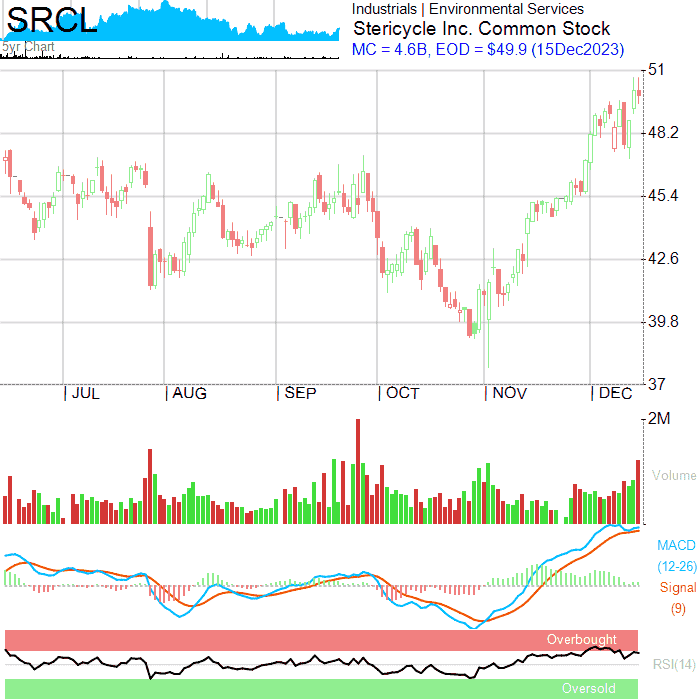 SRCL
5yr Chart
Industrials | Environmental Services
Stericycle Inc. Common Stock
MC = 4.6B, EOD = $49.9 (15Dec2023)
51
48.2
45.4
42.6
39.8
37
| JUL | AUG | SEP | OCT | NOV | DEC
2M
Volume
MACD
(12-26)
Signal
(9)
Overbought
RSI(14)
Oversold